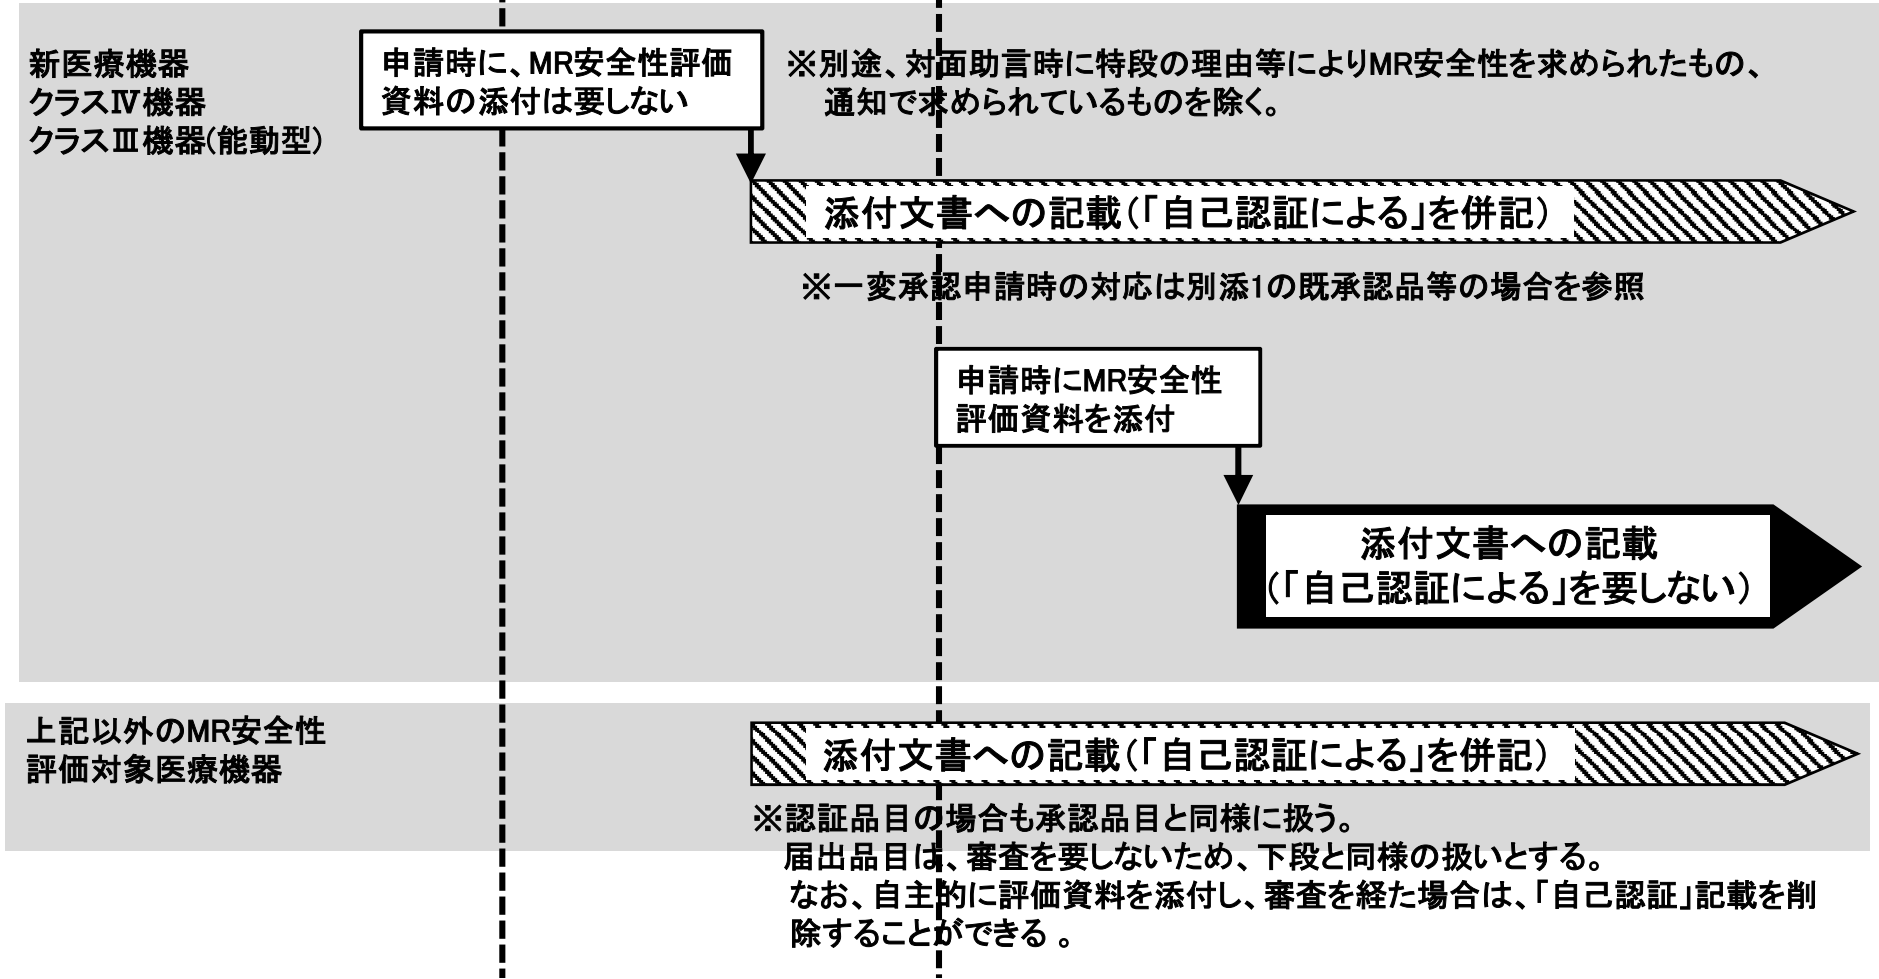 新医療機器
クラスⅣ機器
クラスⅢ機器(能動型)
申請時に、MR安全性評価
資料の添付は要しない
※別途、対面助言時に特段の理由等によりMR安全性を求められたもの、
通知で求められているものを除く。
添付文書への記載(「自己認証による」を併記)
※一変承認申請時の対応は別添1の既承認品等の場合を参照
申請時にMR安全性
評価資料を添付
添付文書への記載
(「自己認証による」を要しない)
上記以外のMR安全性
評価対象医療機器
添付文書への記載(「自己認証による」を併記)
※認証品目の場合も承認品目と同様に扱う。
届出品目は、審査を要しないため、下段と同様の扱いとする。
なお、自主的に評価資料を添付し、審査を経た場合は、「自己認証」記載を削
除することができる 。